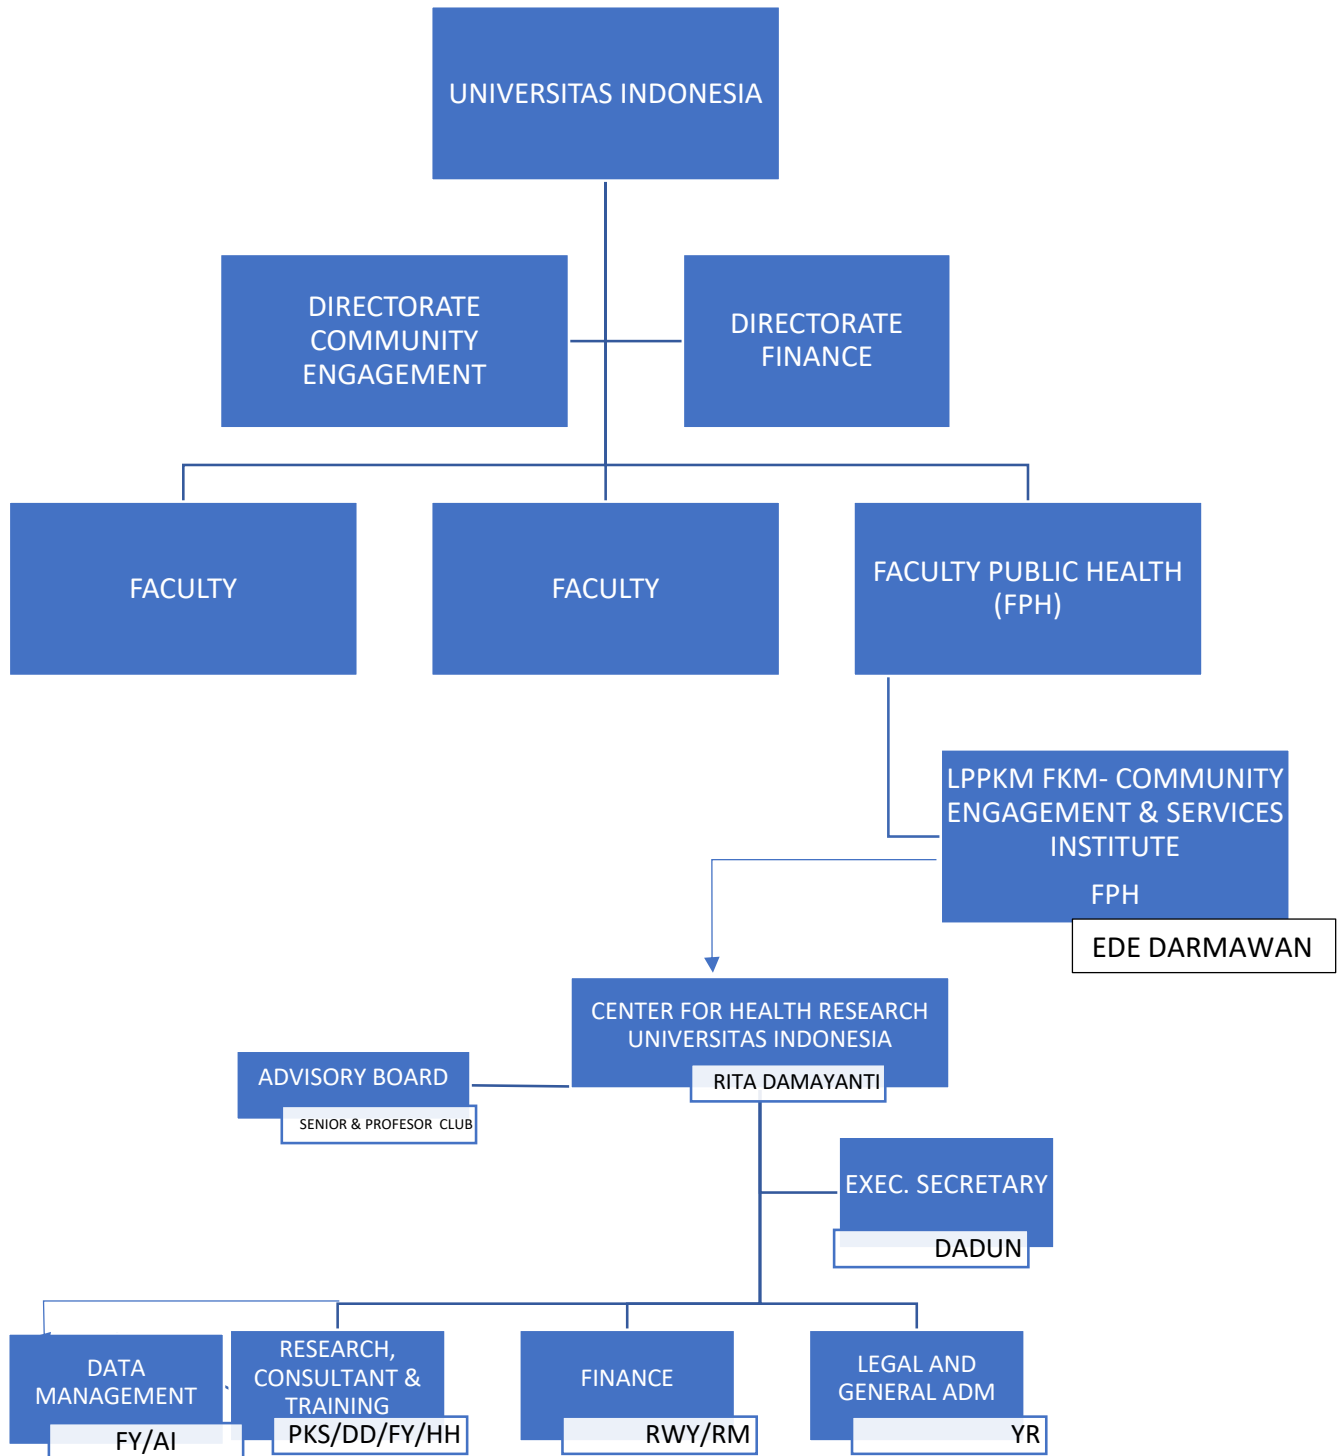 UNIVERSITAS INDONESIA
DIRECTORATE
COMMUNITY
ENGAGEMENT
DIRECTORATE
FINANCE
FACULTY
FACULTY
FACULTY PUBLIC HEALTH
(FPH)
LPPKM FKM- COMMUNITY
ENGAGEMENT & SERVICES
INSTITUTE
FPH
EDE DARMAWAN
CENTER FOR HEALTH RESEARCH
UNIVERSITAS INDONESIA
RITA DAMAYANTI
ADVISORY BOARD
SENIOR & PROFESOR CLUB
EXEC. SECRETARY
DADUN
DATA
MANAGEMENT
FY/AI
RESEARCH,
CONSULTANT &
TRAINING
PKS/DD/FY/HH
FINANCE
RWY/RM
LEGAL AND
GENERAL ADM
YR